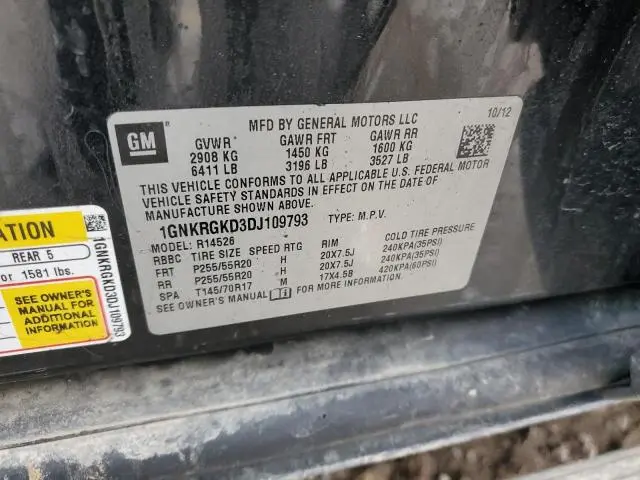 GM
MFD BY GENERAL MOTORS LLC
10/12
GVWR GAWR FRT GAWR RR
2908 KG 1450 KG 1600 KG
6411 LB 3196 LB 3527 LB
THIS VEHICLE CONFORMS TO ALL APPLICABLE U.S. FEDERAL MOTOR
VEHICLE SAFETY STANDARDS IN EFFECT ON THE DATE OF
MANUFACTURE SHOWN ABOVE.
1GNKRGKD3DJ109793 TYPE: M.P.V.
MODEL: R14526
RBBC TIRE SIZE SPEED RTG RIM COLD TIRE PRESSURE
FRT P255/55R20 H 20X7.5J 240KPA(35PSI)
RR P255/55R20 H 20X7.5J 240KPA(35PSI)
SPA T145/70R17 M 17X4.5B 420KPA(60PSI)
SEE OWNER'S MANUAL FOR MORE INFORMATION
ATION
REAR 5
or 1581 lbs.
SEE OWNER'S
MANUAL FOR
ADDITIONAL
INFORMATION
1GNKRGKD3DJ109793